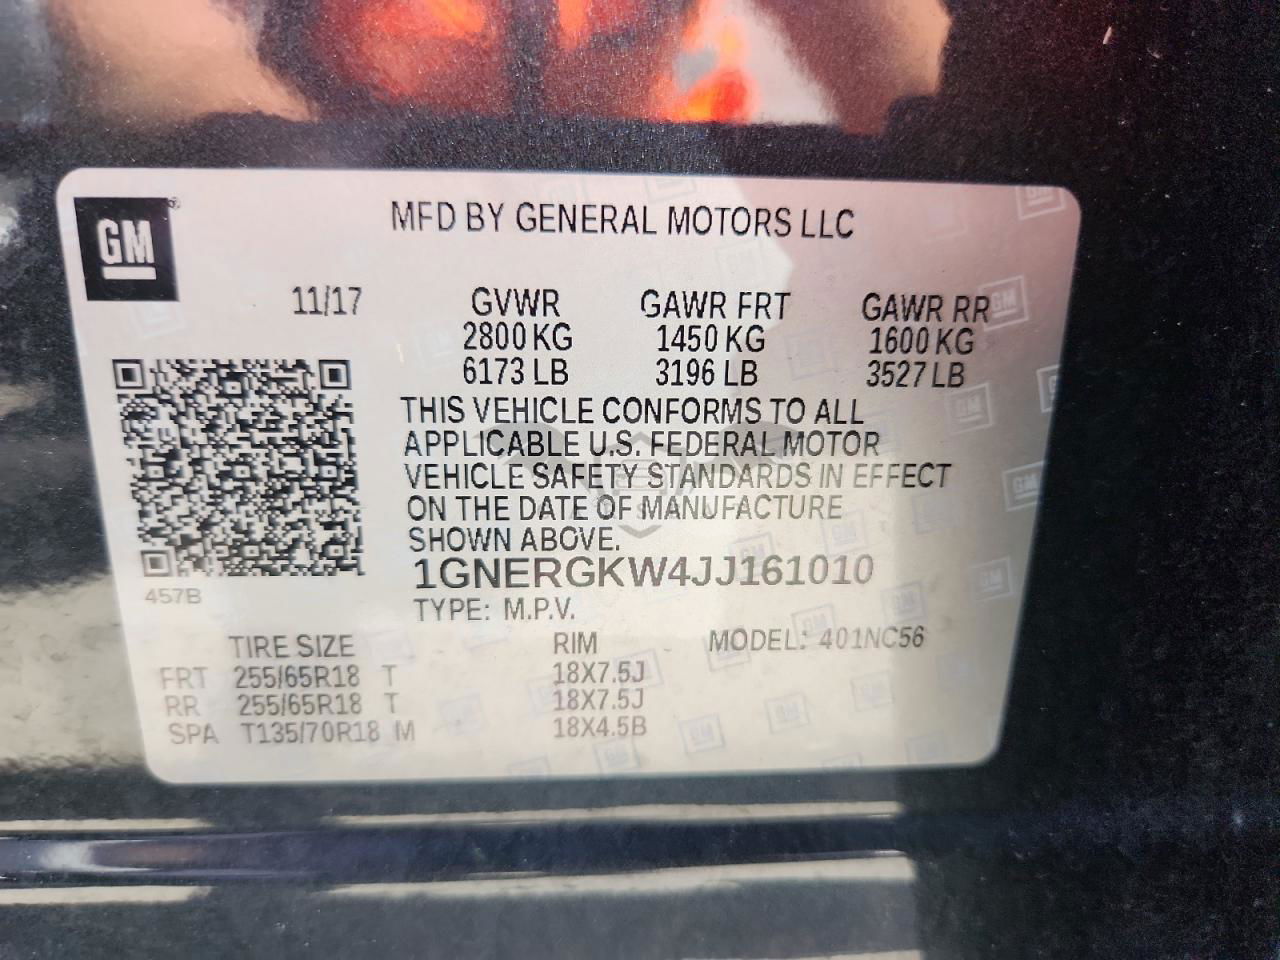 GM®
MFD BY GENERAL MOTORS LLC
11/17 GVWR GAWR FRT GAWR RR
2800 KG 1450 KG 1600 KG
6173 LB 3196 LB 3527 LB
THIS VEHICLE CONFORMS TO ALL
APPLICABLE U.S. FEDERAL MOTOR
VEHICLE SAFETY STANDARDS IN EFFECT
ON THE DATE OF MANUFACTURE
SHOWN ABOVE.
1GNERGKW4JJ161010
457B
TYPE: M.P.V.
TIRE SIZE RIM MODEL: 401NC56
FRT 255/65R18 T 18X7.5J
RR 255/65R18 T 18X7.5J
SPA T135/70R18 M 18X4.5B